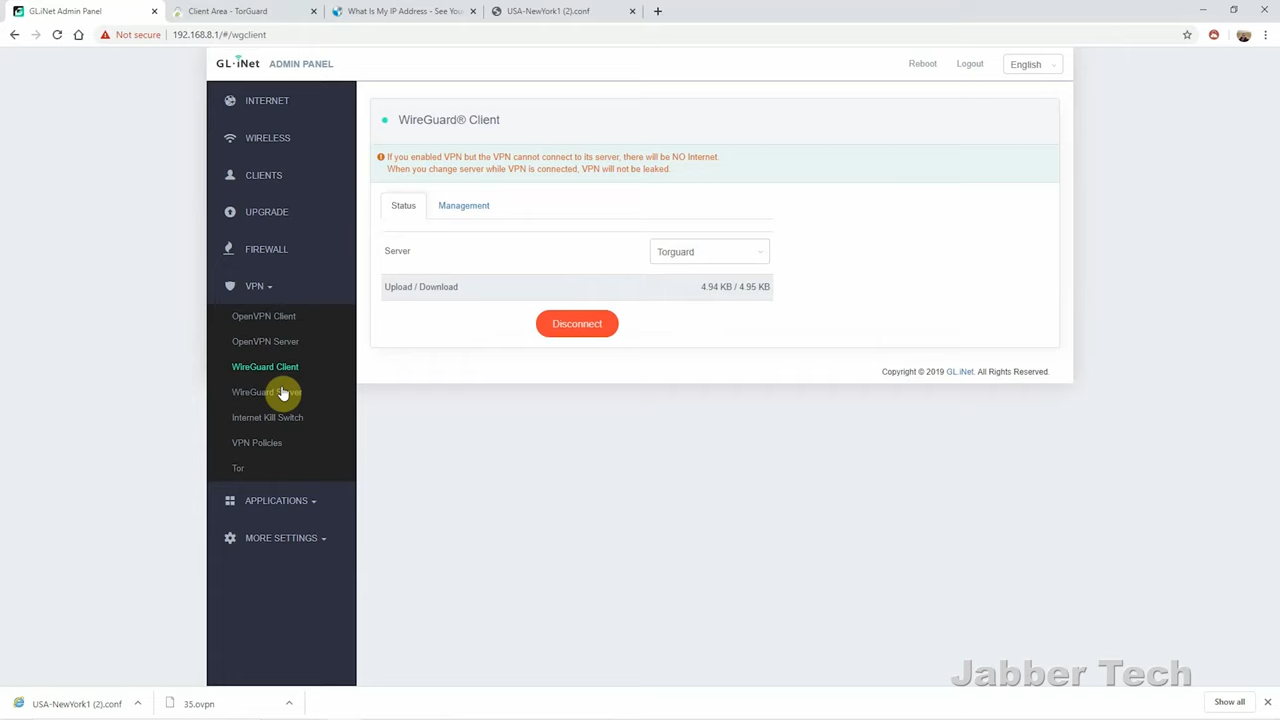 GL.iNet Admin Panel
Client Area - TorGuard
What Is My IP Address - See You
USA-NewYork1 (2).conf
Not secure
192.168.8.1/#/wgclient
GL·iNet ADMIN PANEL
Reboot
Logout
English
INTERNET
WIRELESS
CLIENTS
UPGRADE
FIREWALL
VPN
OpenVPN Client
OpenVPN Server
WireGuard Client
WireGuard Server
Internet Kill Switch
VPN Policies
Tor
APPLICATIONS
MORE SETTINGS
WireGuard® Client
If you enabled VPN but the VPN cannot connect to its server, there will be NO Internet.
When you change server while VPN is connected, VPN will not be leaked.
Status
Management
Server
Torguard
Upload / Download
4.94 KB / 4.95 KB
Disconnect
Copyright © 2019 GL.iNet. All Rights Reserved.
Jabber Tech
USA-NewYork1 (2).conf
35.ovpn
Show all